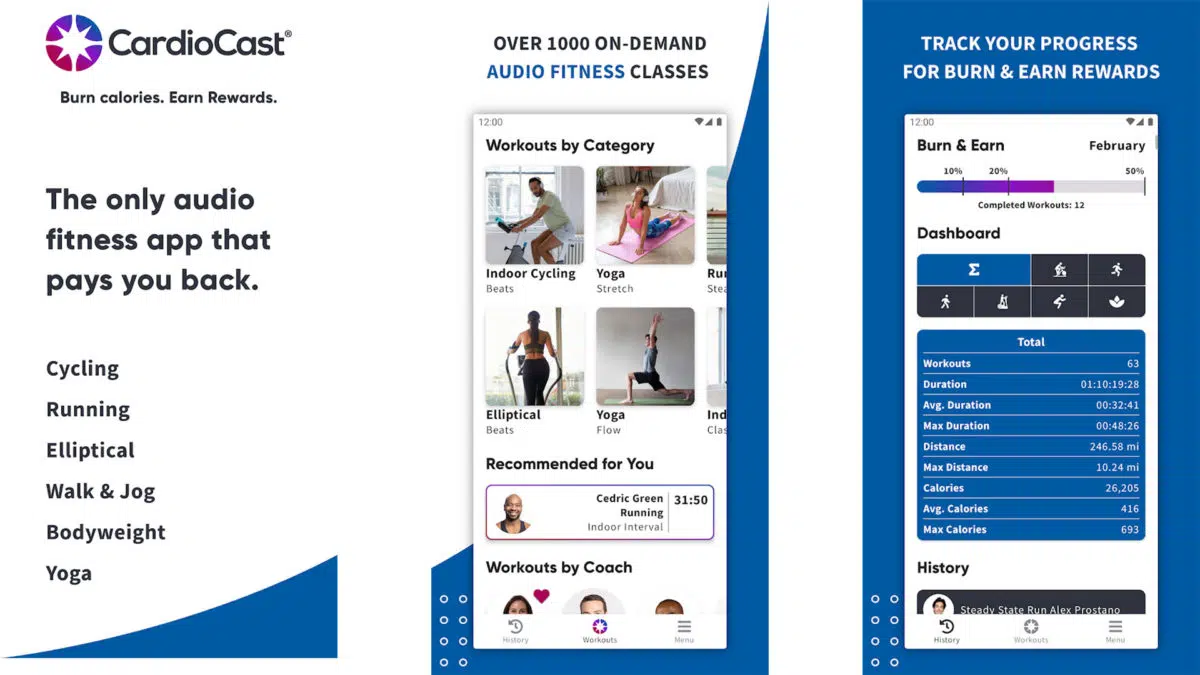 CardioCast®
Burn calories. Earn Rewards.
The only audio
fitness app that
pays you back.
Cycling
Running
Elliptical
Walk & Jog
Bodyweight
Yoga
OVER 1000 ON-DEMAND
AUDIO FITNESS CLASSES
12:00
Workouts by Category
Indoor Cycling
Beats
Yoga
Stretch
Run
Stea
Elliptical
Beats
Yoga
Flow
Ind
Clas
Recommended for You
Cedric Green
Running
Indoor Interval
31:50
Workouts by Coach
History
Workouts
Menu
TRACK YOUR PROGRESS
FOR BURN & EARN REWARDS
12:00
Burn & Earn
February
10%
20%
50%
Completed Workouts: 12
Dashboard
Σ
Total
Workouts 63
Duration 01:10:19:28
Avg. Duration 00:32:41
Max Duration 00:48:26
Distance 246.58 mi
Max Distance 10.24 mi
Calories 26,205
Avg. Calories 416
Max Calories 693
History
Steady State Run Alex Prostano
History
Workouts
Menu